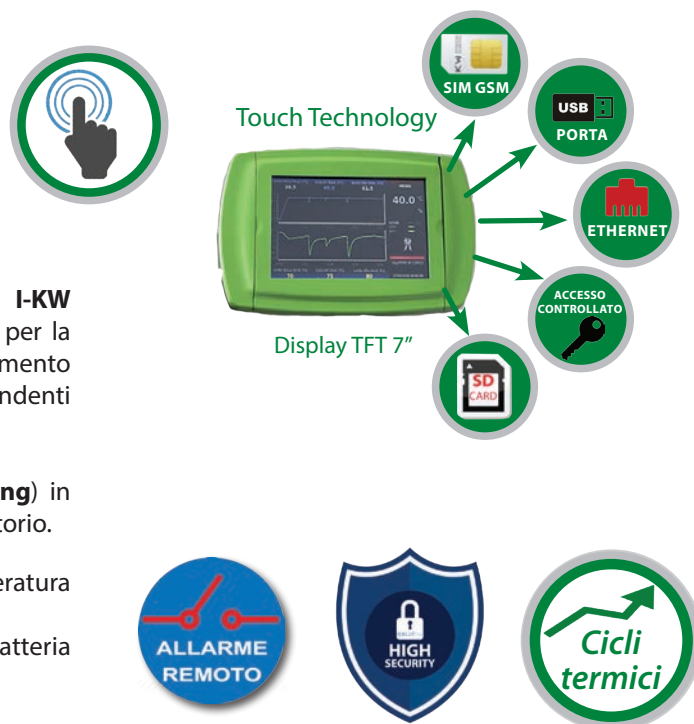 SIM GSM
Touch Technology
USB
PORTA
40.0
ETHERNET
I-KW
ACCESSO
CONTROLLATO
per la
mento
Display TFT 7"
ndenti
SD
CARD
ng) in
torio.
eratura
atteria
ALLARME
REMOTO
HIGH
SECURITY
Cicli
termici